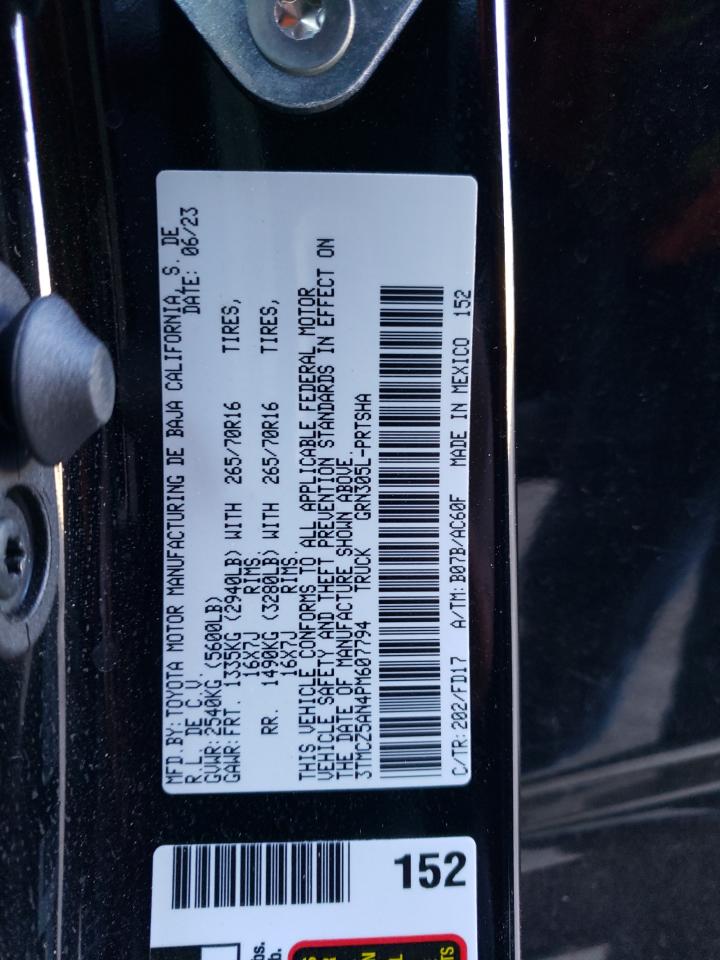 MFD.BY:TOYOTA MOTOR MANUFACTURING DE BAJA CALIFORNIA, S. DE
R.L. DE C.V. DATE: 06/23
GVWR:2540KG (5600LB)
GAWR:FRT. 1335KG (2940LB) WITH 265/70R16 TIRES,
16X7J RIMS.
RR. 1490KG (3280LB) WITH 265/70R16 TIRES,
16X7J RIMS.
THIS VEHICLE CONFORMS TO ALL APPLICABLE FEDERAL MOTOR
VEHICLE SAFETY AND THEFT PREVENTION STANDARDS IN EFFECT ON
THE DATE OF MANUFACTURE SHOWN ABOVE.
3TMCZ5AN4PM607794 TRUCK GRN305L-PRTSHA
C/TR:202/FD17 A/TM:B07B/AC60F MADE IN MEXICO 152
152